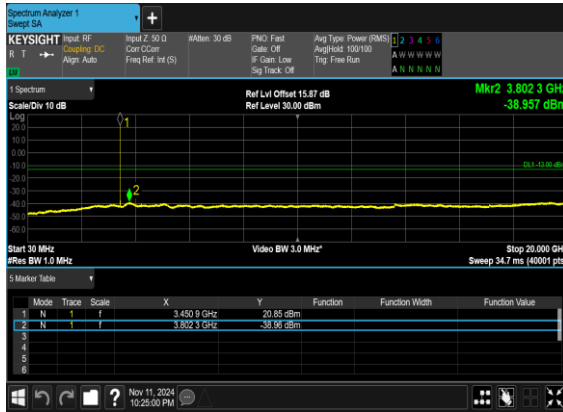 Spectrum Analyzer 1
Swept SA
+
KEYSIGHT Input: RF Input Z: 50 Ω #Atten: 30 dB PNO: Fast Avg Type: Power (RMS) 1 2 3 4 5 6
R T Coupling: DC Corr CCorr Gate: Off Avg|Hold: 100/100 A W W W W W
Align: Auto Freq Ref: Int (S) IF Gain: Low Trig: Free Run
LXI Sig Track: Off A N N N N N
1 Spectrum Ref Lvl Offset 15.87 dB Mkr2 3.802 3 GHz
Scale/Div 10 dB Ref Level 30.00 dBm -38.957 dBm
Log
1
20.0
10.0
0.00
-10.0 DL1 -13.00 dBm
-20.0
-30.0
2
-40.0
-50.0
-60.0
Start 30 MHz Video BW 3.0 MHz* Stop 20.000 GHz
#Res BW 1.0 MHz Sweep 34.7 ms (40001 pts)
5 Marker Table
Mode Trace Scale X Y Function Function Width Function Value
1 N 1 f 3.450 9 GHz 20.85 dBm
2 N 1 f 3.802 3 GHz -38.96 dBm
3
4
5
6
? Nov 11, 2024
10:25:00 PM